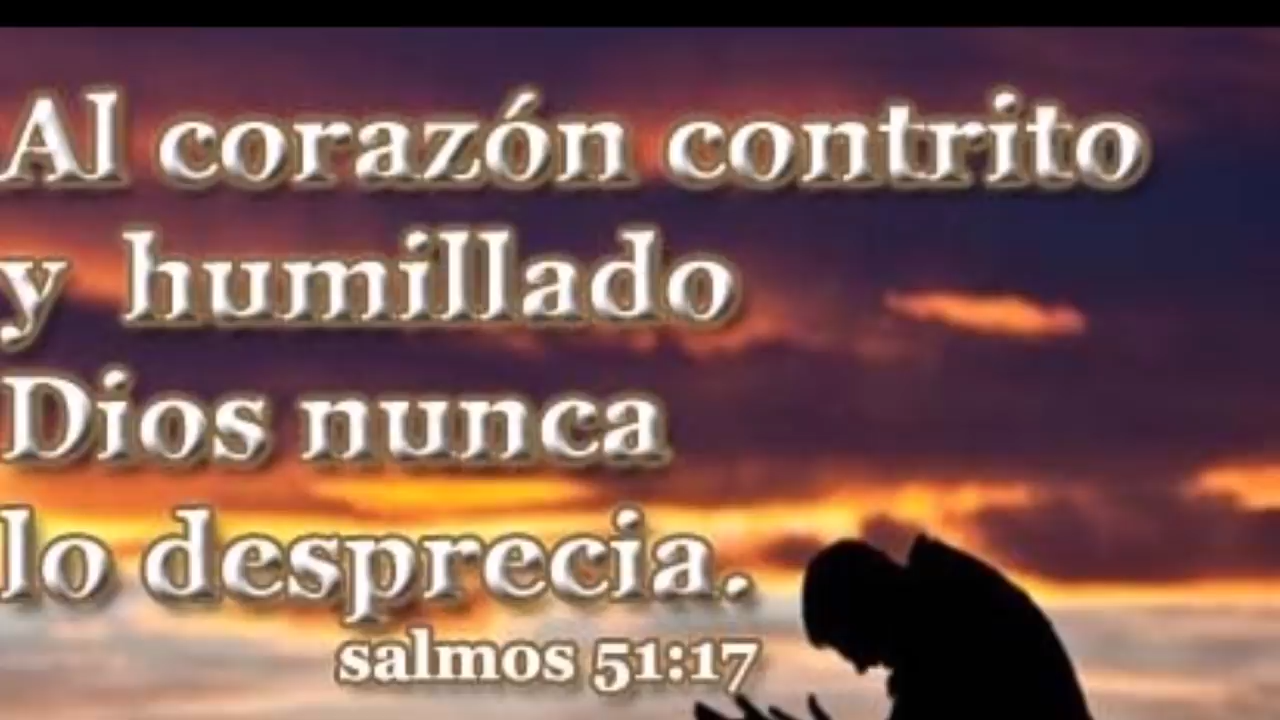 Al corazón contrito
y humillado
Dios nunca
lo desprecia.
salmos 51:17